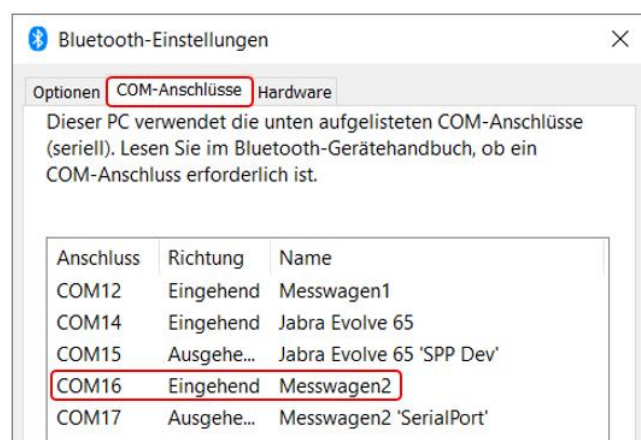 Bluetooth-Einstellungen
Optionen COM-Anschlüsse Hardware
Dieser PC verwendet die unten aufgelisteten COM-Anschlüsse
(seriell). Lesen Sie im Bluetooth-Gerätehandbuch, ob ein
COM-Anschluss erforderlich ist.
Anschluss Richtung Name
COM12 Eingehend Messwagen1
COM14 Eingehend Jabra Evolve 65
COM15 Ausgehe... Jabra Evolve 65 'SPP Dev'
COM16 Eingehend Messwagen2
COM17 Ausgehe... Messwagen2 'SerialPort'